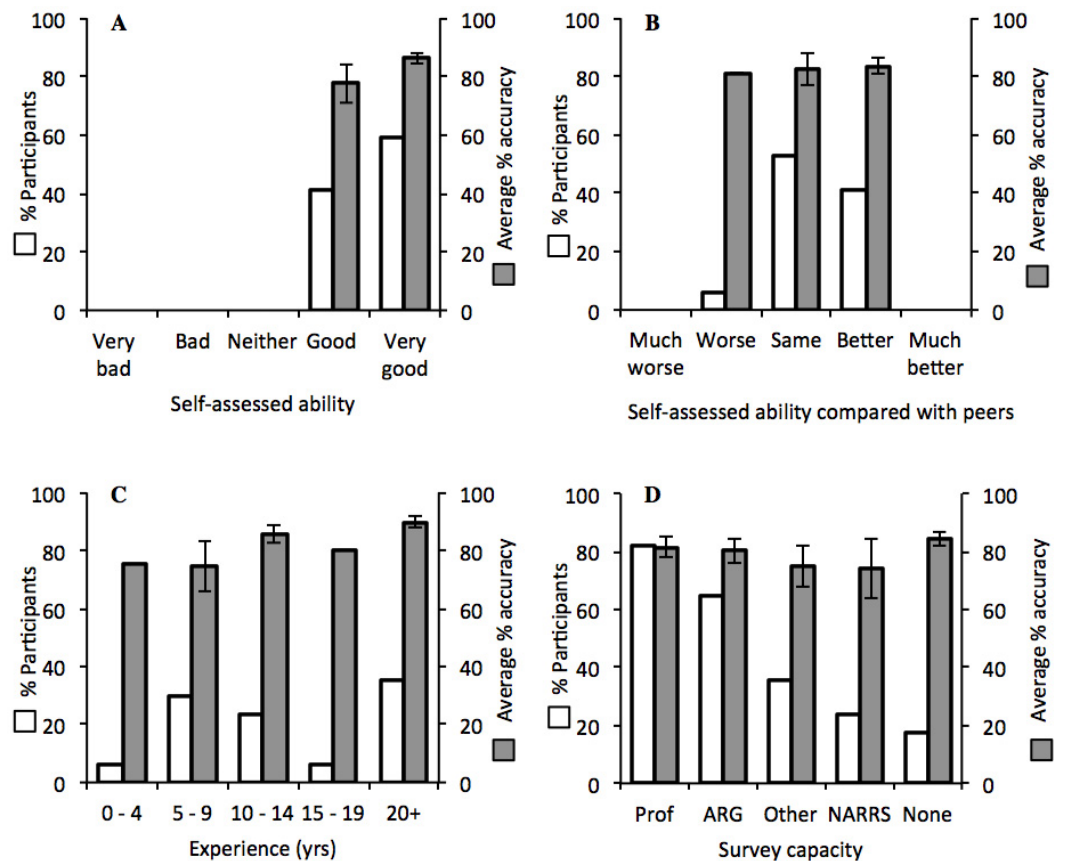 A
100
80
60
40
20
0
% Participants
100
80
60
40
20
0
Average % accuracy
Very bad
Bad
Neither
Good
Very good
Self-assessed ability
B
100
80
60
40
20
0
% Participants
100
80
60
40
20
0
Average % accuracy
Much worse
Worse
Same
Better
Much better
Self-assessed ability compared with peers
C
100
80
60
40
20
0
% Participants
100
80
60
40
20
0
Average % accuracy
0 - 4
5 - 9
10 - 14
15 - 19
20+
Experience (yrs)
D
100
80
60
40
20
0
% Participants
100
80
60
40
20
0
Average % accuracy
Prof
ARG
Other
NARRS
None
Survey capacity